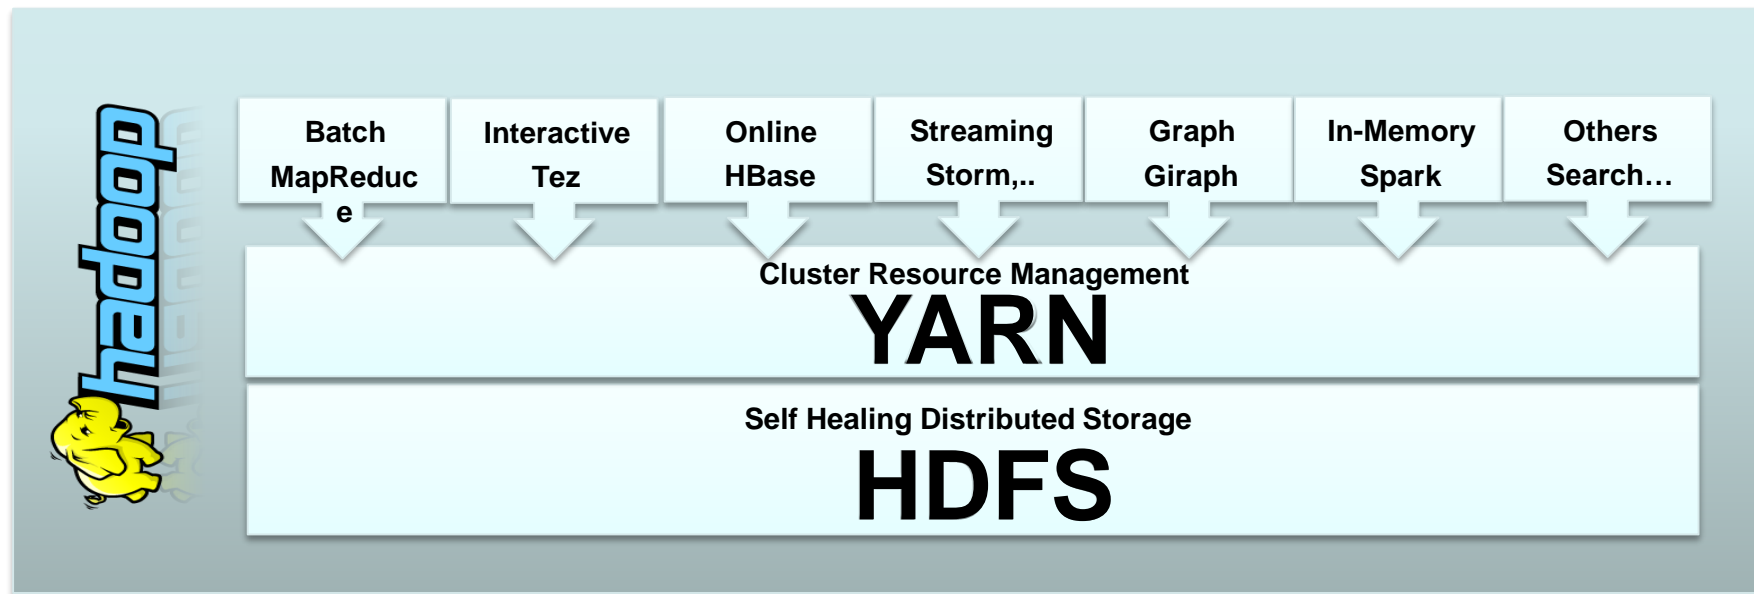 hadoop
Batch
MapReduc
e
Interactive
Tez
Online
HBase
Streaming
Storm,..
Graph
Giraph
In-Memory
Spark
Others
Search…
Cluster Resource Management
YARN
Self Healing Distributed Storage
HDFS